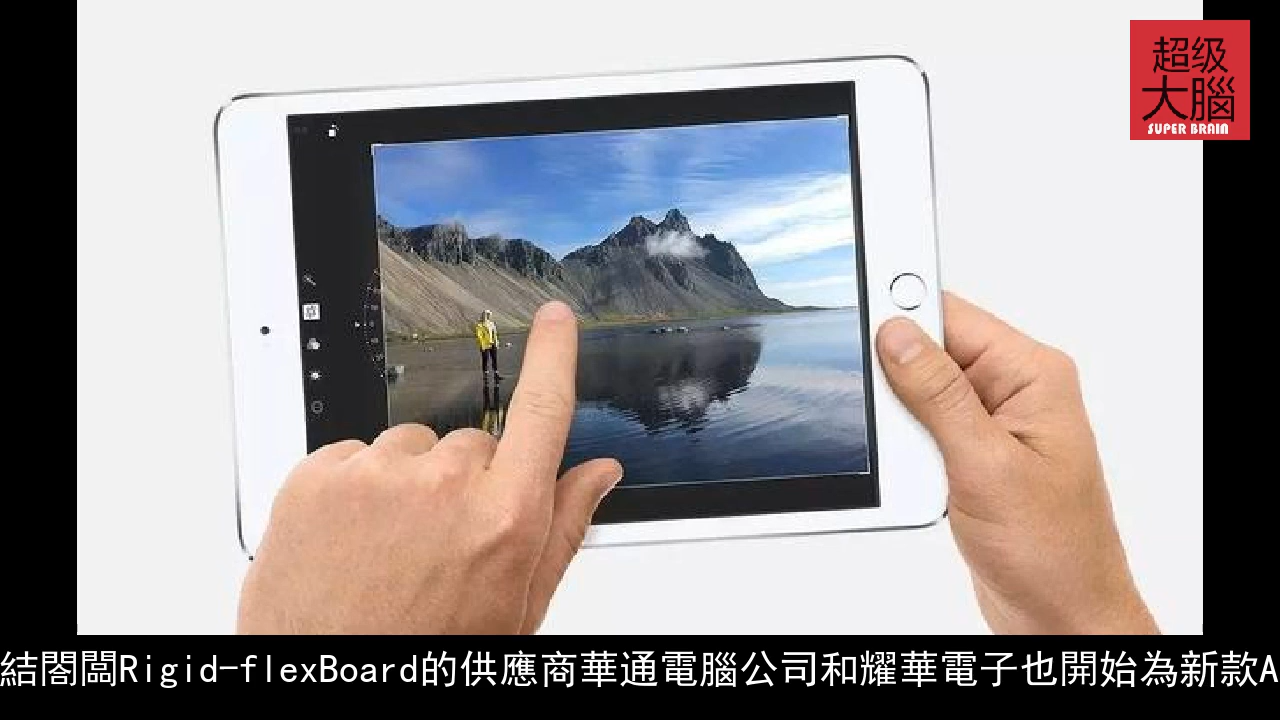 超级
大腦
SUPER BRAIN
結閤闆Rigid-flexBoard的供應商華通電腦公司和耀華電子也開始為新款A